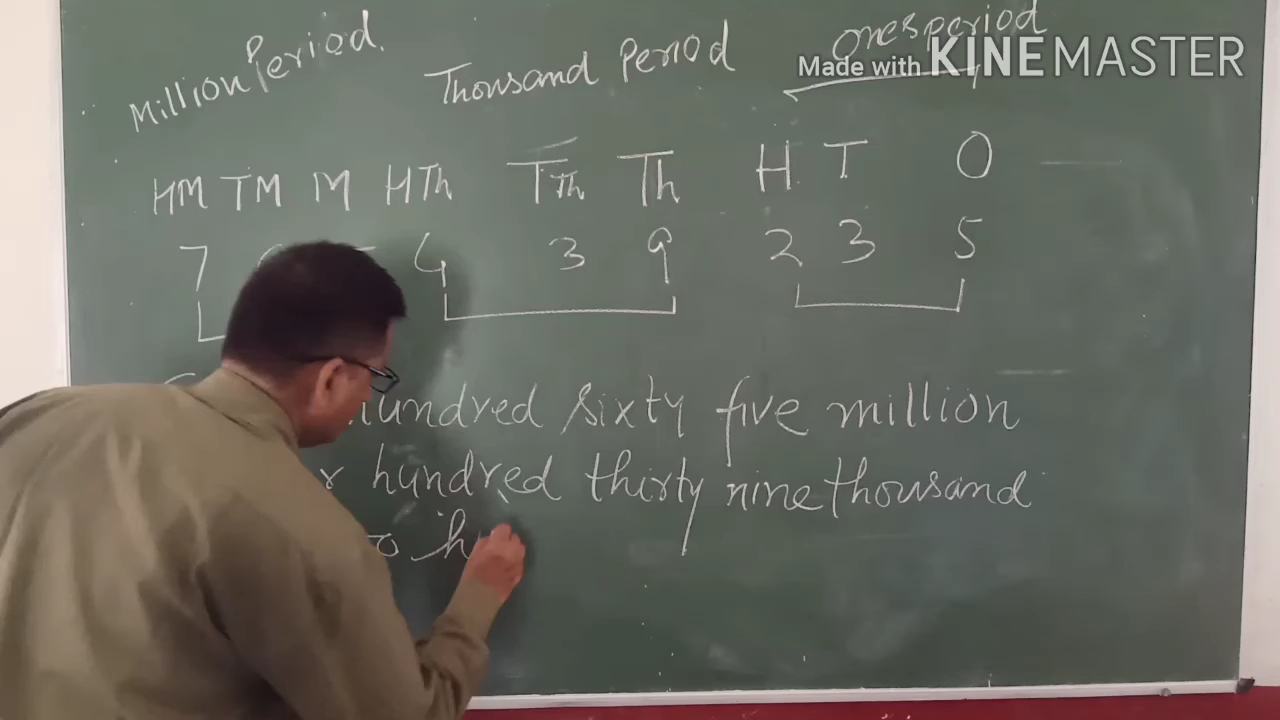 Million Period. Thousand Period Ones period
Made with KINEMASTER
HM TM M HTh TTh Th H T O
7 4 3 9 2 3 5
hundred sixty five million
hundred thirty nine thousand